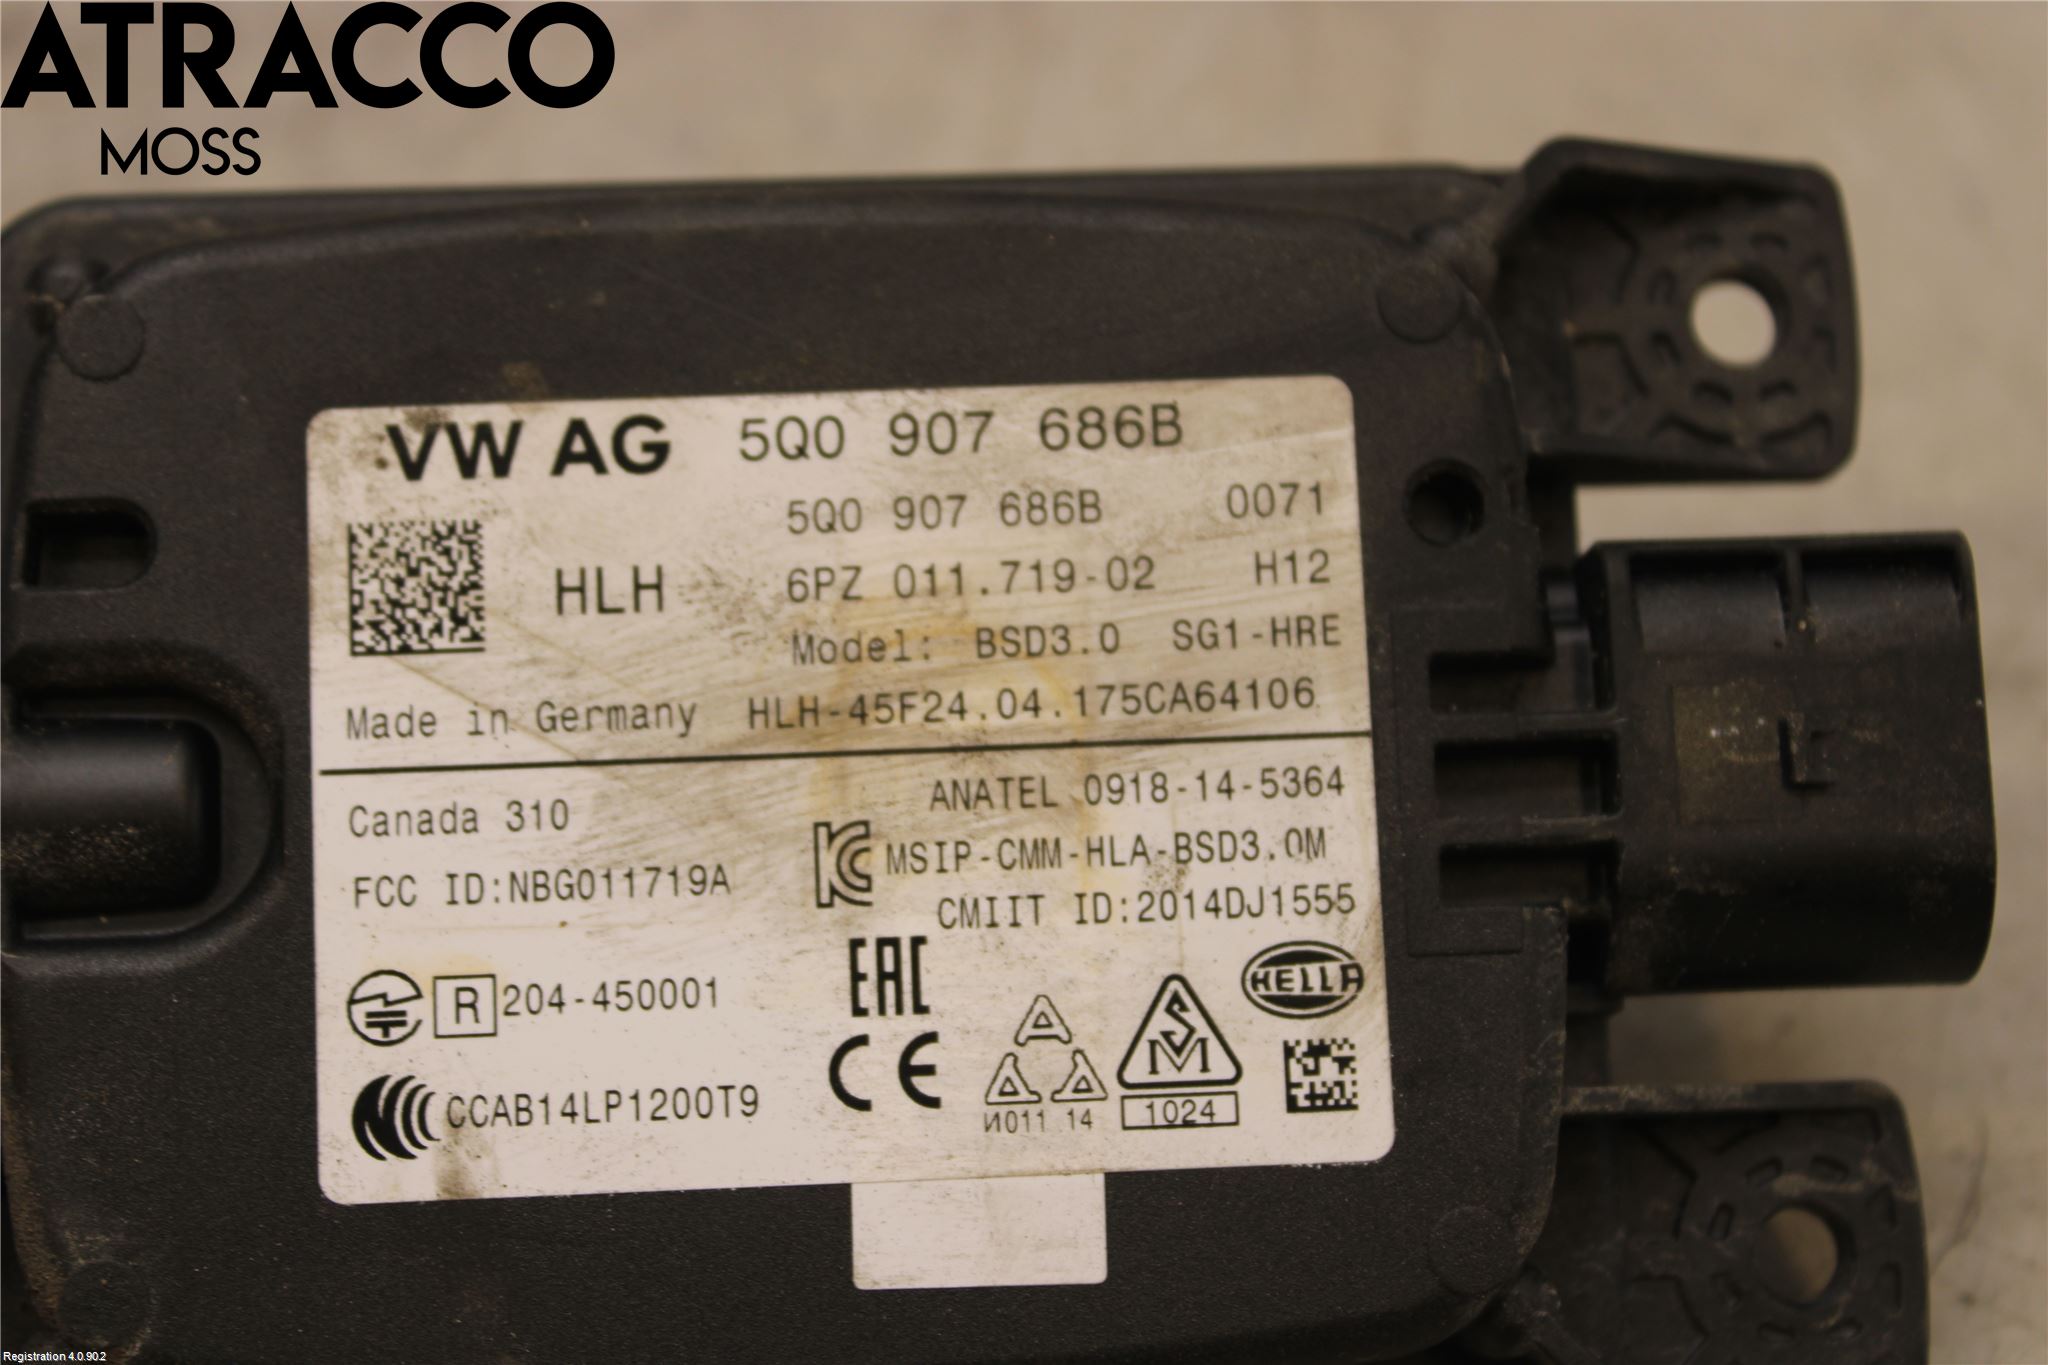 ATRACCO
MOSS
VW AG 5Q0 907 686B
5Q0 907 686B 0071
HLH 6PZ 011.719-02 H12
Model: BSD3.0 SG1-HRE
Made in Germany HLH-45F24.04.175CA64106
Canada 310 ANATEL 0918-14-5364
FCC ID:NBG011719A MSIP-CMM-HLA-BSD3.0M
CMIIT ID:2014DJ1555
R 204-450001 EAC HELLA
CCAB14LP1200T9 CE A SM
И011 14 1024
Registration 4.0.90.2